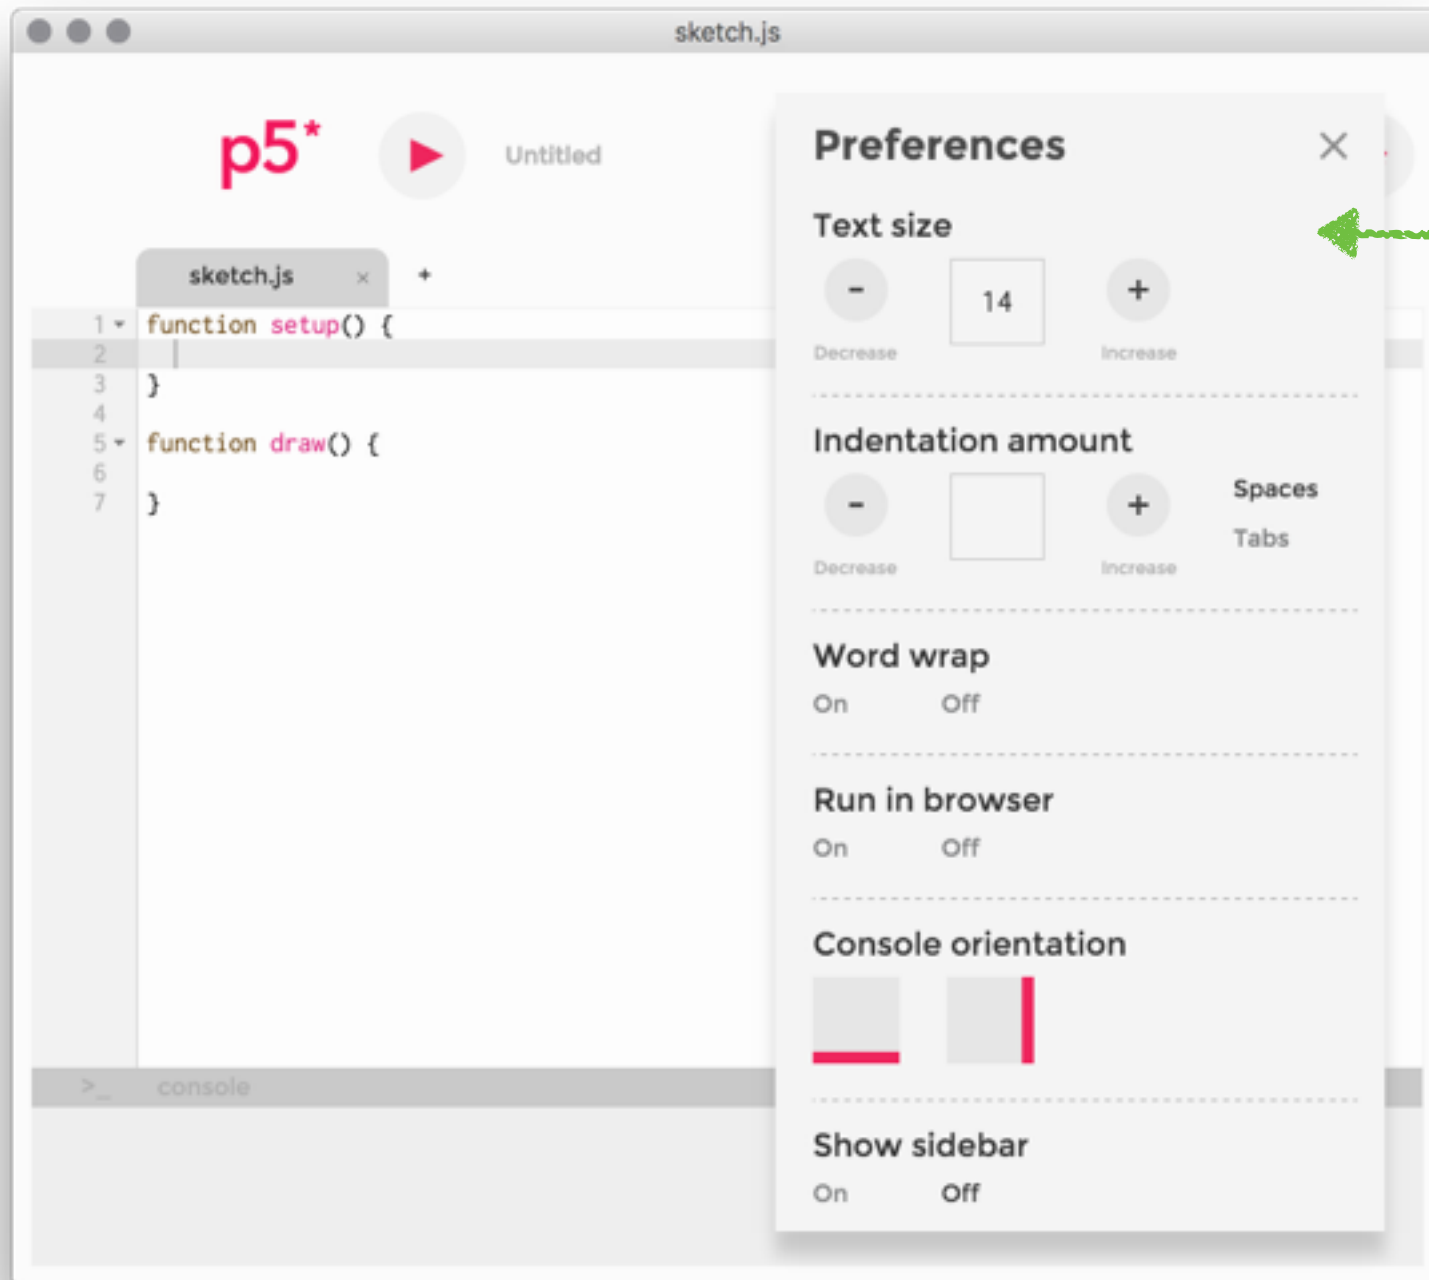 sketch.js
p5* Untitled
sketch.js × +
1 function setup() {
2
3 }
4
5 function draw() {
6
7 }
>_ console
Preferences ×
Text size
- 14 +
Decrease Increase
Indentation amount
- + Spaces
Tabs
Decrease Increase
Word wrap
On Off
Run in browser
On Off
Console orientation
Show sidebar
On Off